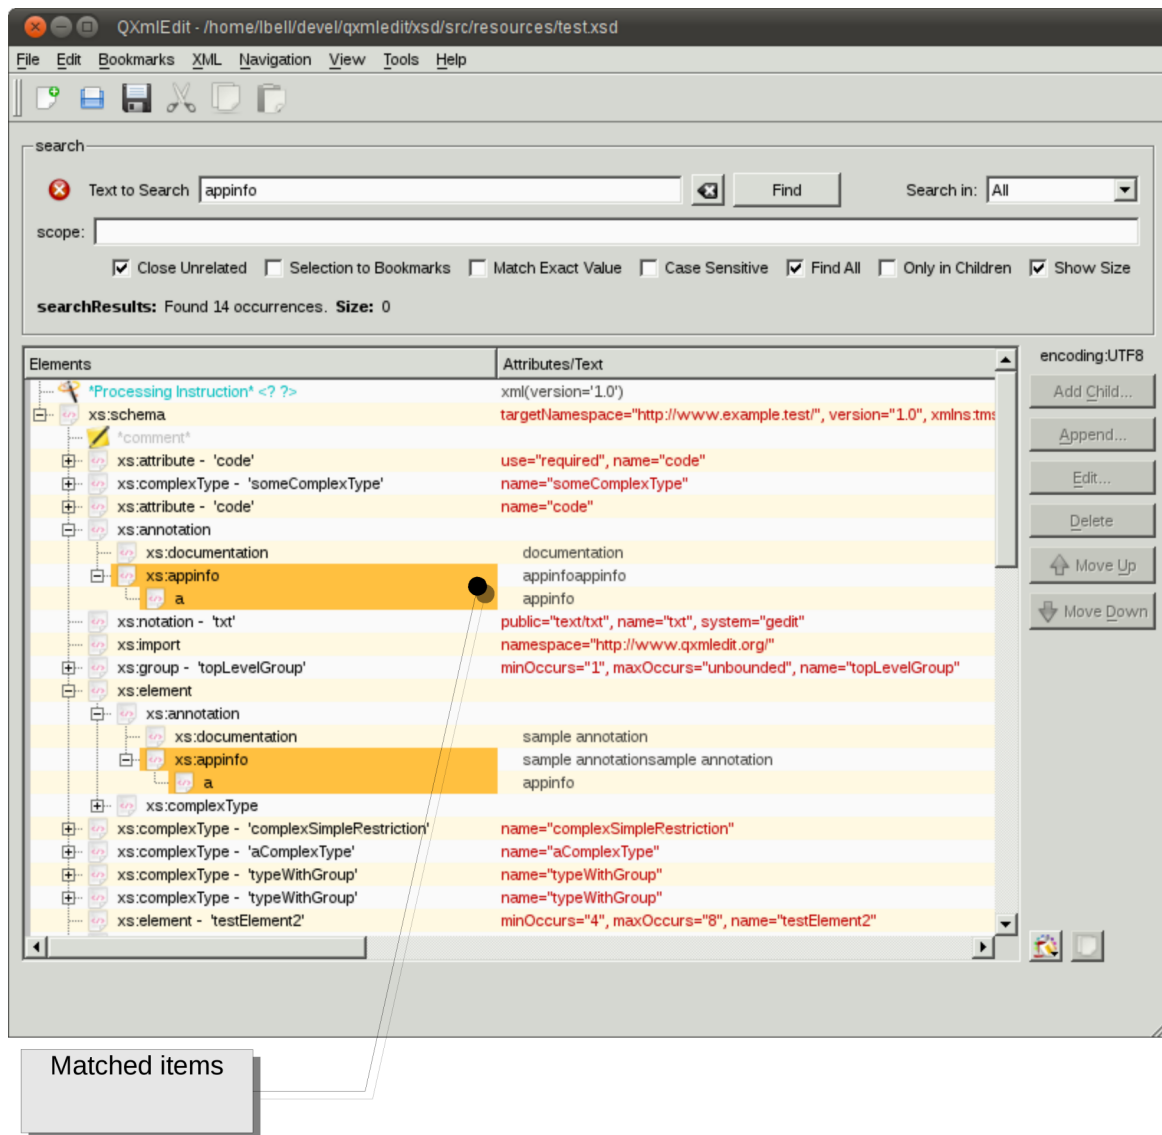 QXmlEdit - /home/lbell/devel/qxmledit/xsd/src/resources/test.xsd
File Edit Bookmarks XML Navigation View Tools Help
search
Text to Search appinfo Find Search in: All
scope:
Close Unrelated Selection to Bookmarks Match Exact Value Case Sensitive Find All Only in Children Show Size
searchResults: Found 14 occurrences. Size: 0
Elements Attributes/Text encoding:UTF8
*Processing Instruction* <? ?> xml(version='1.0')
Add Child...
xs:schema targetNamespace="http://www.example.test/", version="1.0", xmlns:tms
*comment*
Append...
xs:attribute - 'code' use="required", name="code"
xs:complexType - 'someComplexType' name="someComplexType"
Edit...
xs:attribute - 'code' name="code"
xs:annotation
Delete
xs:documentation documentation
xs:appinfo appinfoappinfo
Move Up
a appinfo
xs:notation - 'txt' public="text/txt", name="txt", system="gedit"
Move Down
xs:import namespace="http://www.qxmledit.org/"
xs:group - 'topLevelGroup' minOccurs="1", maxOccurs="unbounded", name="topLevelGroup"
xs:element
xs:annotation
xs:documentation sample annotation
xs:appinfo sample annotationsample annotation
a appinfo
xs:complexType
xs:complexType - 'complexSimpleRestriction' name="complexSimpleRestriction"
xs:complexType - 'aComplexType' name="aComplexType"
xs:complexType - 'typeWithGroup' name="typeWithGroup"
xs:complexType - 'typeWithGroup' name="typeWithGroup"
xs:element - 'testElement2' minOccurs="4", maxOccurs="8", name="testElement2"
Matched items